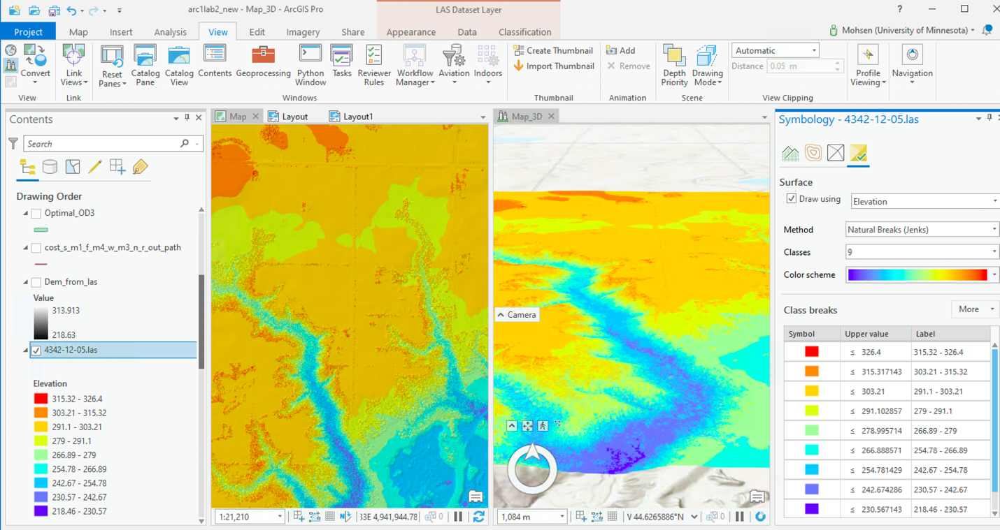 arc1lab2_new - Map_3D - ArcGIS Pro
LAS Dataset Layer
?
Project
Map
Insert
Analysis
View
Edit
Imagery
Share
Appearance
Data
Classification
Mohsen (University of Minnesota)
Convert
Link Views
Reset Panes
Catalog Pane
Catalog View
Contents
Geoprocessing
Python Window
Tasks
Reviewer Rules
Workflow Manager
Aviation
Indoors
Create Thumbnail
Import Thumbnail
Add
Remove
Depth Priority
Drawing Mode
Automatic
Distance 0.05 m
Profile Viewing
Navigation
View
Link
Windows
Thumbnail
Animation
Scene
View Clipping
Contents
Search
Drawing Order
Optimal_OD3
cost_s_m1_f_m4_w_m3_n_r_out_path
Dem_from_las
Value
313.913
218.63
4342-12-05.las
Elevation
315.32 - 326.4
303.21 - 315.32
291.1 - 303.21
279 - 291.1
266.89 - 279
254.78 - 266.89
242.67 - 254.78
230.57 - 242.67
218.46 - 230.57
Map
Layout
Layout1
1:21,210
33E 4,941,944.78
0
Map_3D
Camera
1,084 m
V 44.6265886°N
0
Symbology - 4342-12-05.las
Surface
Draw using Elevation
Method Natural Breaks (Jenks)
Classes 9
Color scheme
Class breaks
More
Symbol Upper value Label
≤ 326.4 315.32 - 326.4
≤ 315.317143 303.21 - 315.32
≤ 303.21 291.1 - 303.21
≤ 291.102857 279 - 291.1
≤ 278.995714 266.89 - 279
≤ 266.888571 254.78 - 266.89
≤ 254.781429 242.67 - 254.78
≤ 242.674286 230.57 - 242.67
≤ 230.567143 218.46 - 230.57